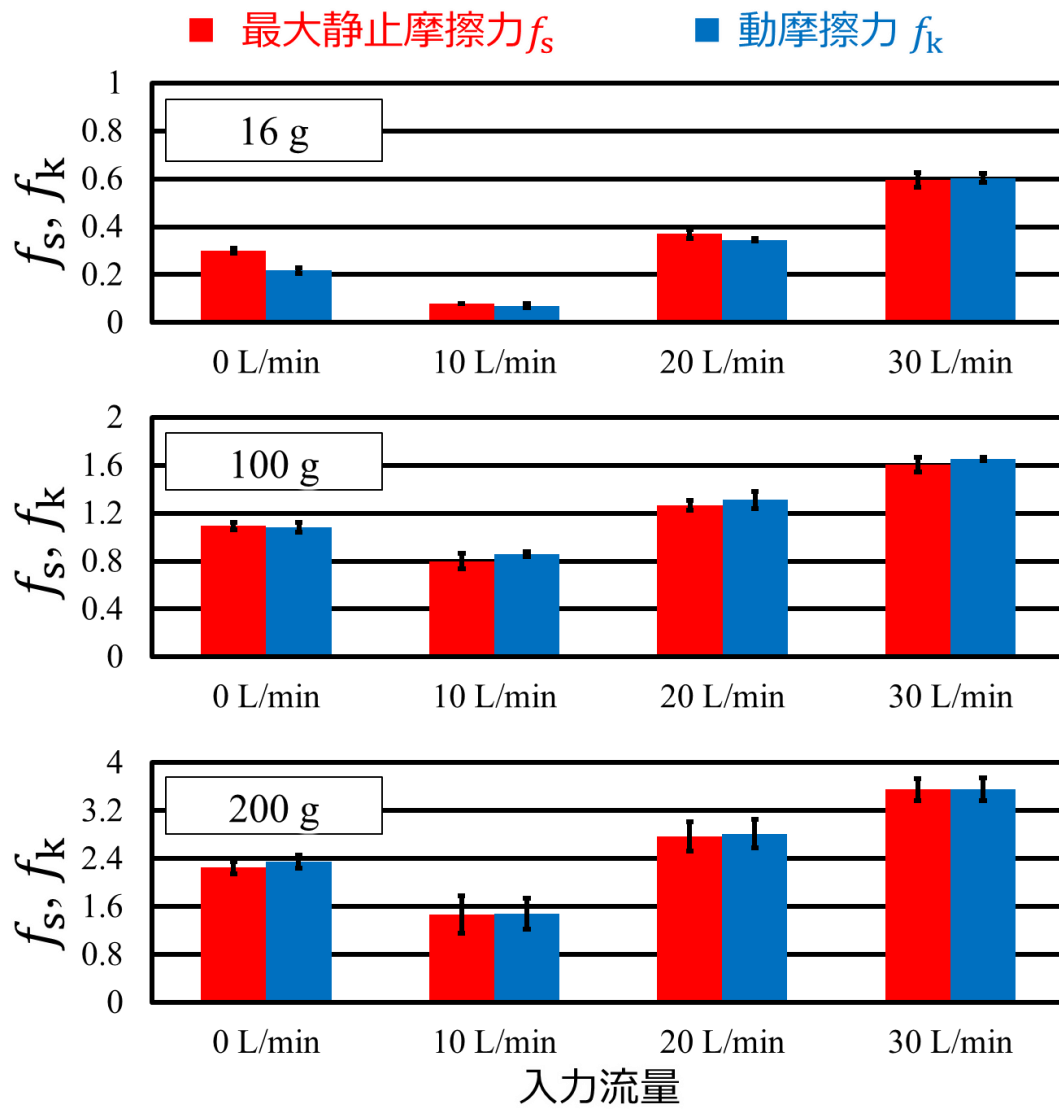 ■ 最大静止摩擦力fs ■ 動摩擦力 fk
1
0.8
0.6
0.4
0.2
0
fs, fk
16 g
0 L/min 10 L/min 20 L/min 30 L/min
2
1.6
1.2
0.8
0.4
0
fs, fk
100 g
0 L/min 10 L/min 20 L/min 30 L/min
4
3.2
2.4
1.6
0.8
0
fs, fk
200 g
0 L/min 10 L/min 20 L/min 30 L/min
入力流量